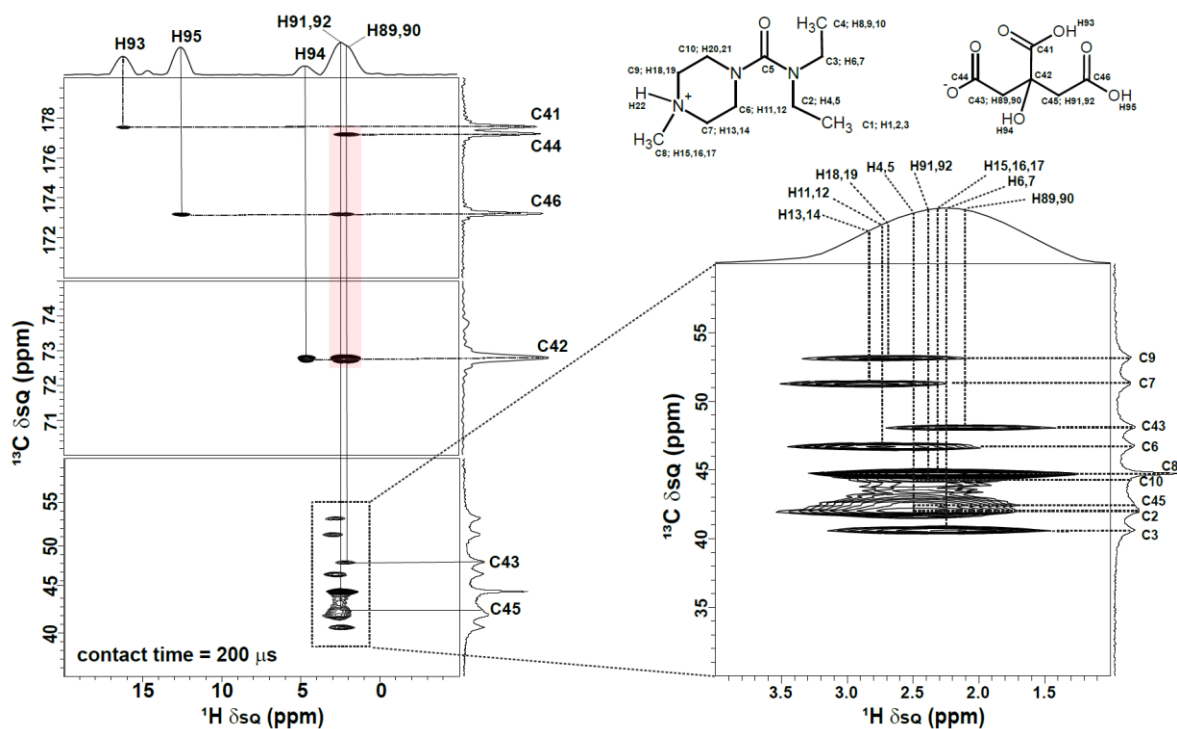 H93
H95
H94
H91,92
H89,90
178
176
174
172
C41
C44
C46
74
73
72
71
C42
55
50
45
40
C43
C45
contact time = 200 μs
15
10
5
0
¹H δSQ (ppm)
¹³C δSQ (ppm)
H₃C
C4; H8,9,10
O
C10; H20,21
C5
C3; H6,7
C9; H18,19
N
N
H
H22
N
+
C6; H11,12
C2; H4,5
H₃C
C7; H13,14
CH₃
C1; H1,2,3
C8; H15,16,17
H93
O
OH
C41
O
O
C44
C42
C46
-O
OH
C43; H89,90
C45; H91,92
H95
HO
H94
H13,14
H11,12
H18,19
H4,5
H91,92
H15,16,17
H6,7
H89,90
55
50
45
40
35
C9
C7
C43
C6
C8
C10
C45
C2
C3
3.5
3.0
2.5
2.0
1.5
¹H δSQ (ppm)
¹³C δSQ (ppm)